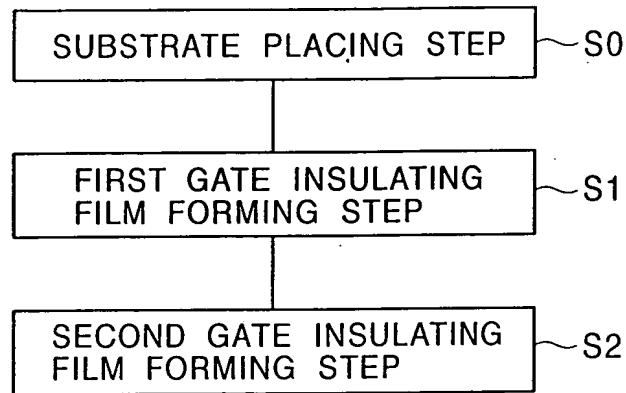 SUBSTRATE PLACING STEP S0
FIRST GATE INSULATING
FILM FORMING STEP S1
SECOND GATE INSULATING
FILM FORMING STEP S2